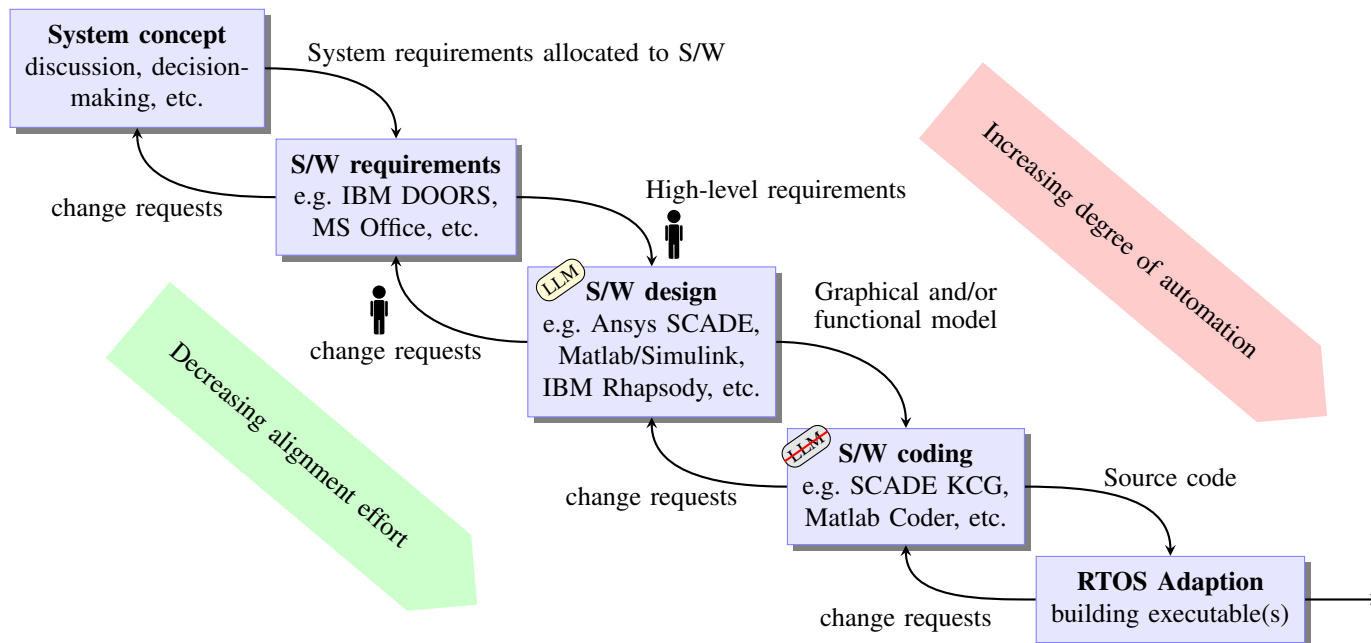 System concept
discussion, decision-
making, etc.
System requirements allocated to S/W
change requests
S/W requirements
e.g. IBM DOORS,
MS Office, etc.
High-level requirements
change requests
LLM
S/W design
e.g. Ansys SCADE,
Matlab/Simulink,
IBM Rhapsody, etc.
Graphical and/or
functional model
change requests
LLM
S/W coding
e.g. SCADE KCG,
Matlab Coder, etc.
Source code
change requests
RTOS Adaption
building executable(s)
Increasing degree of automation
Decreasing alignment effort